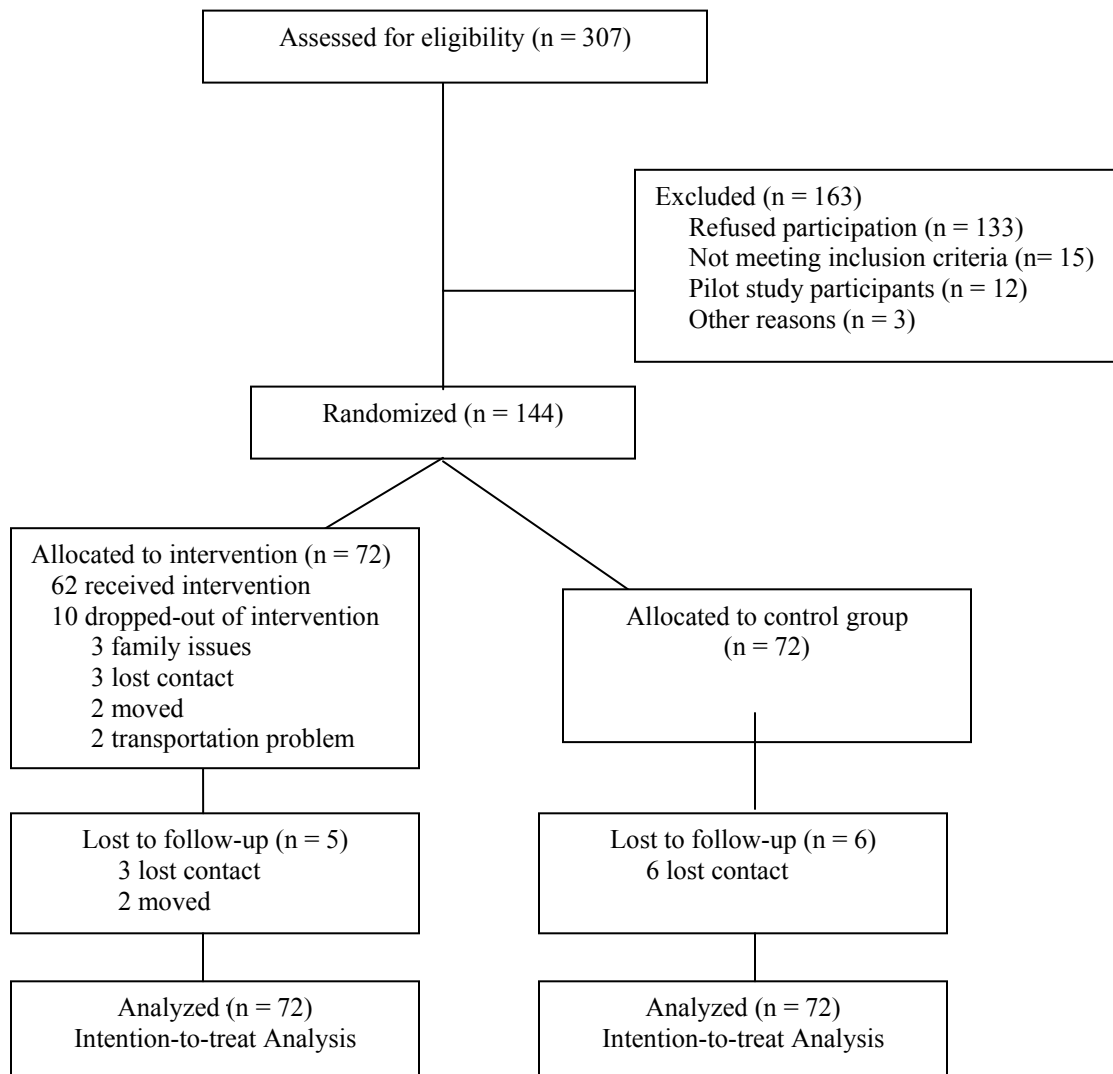 Assessed for eligibility (n = 307)
Excluded (n = 163)
Refused participation (n = 133)
Not meeting inclusion criteria (n= 15)
Pilot study participants (n = 12)
Other reasons (n = 3)
Randomized (n = 144)
Allocated to intervention (n = 72)
62 received intervention
10 dropped-out of intervention
3 family issues
3 lost contact
2 moved
2 transportation problem
Allocated to control group
(n = 72)
Lost to follow-up (n = 5)
3 lost contact
2 moved
Lost to follow-up (n = 6)
6 lost contact
Analyzed (n = 72)
Intention-to-treat Analysis
Analyzed (n = 72)
Intention-to-treat Analysis